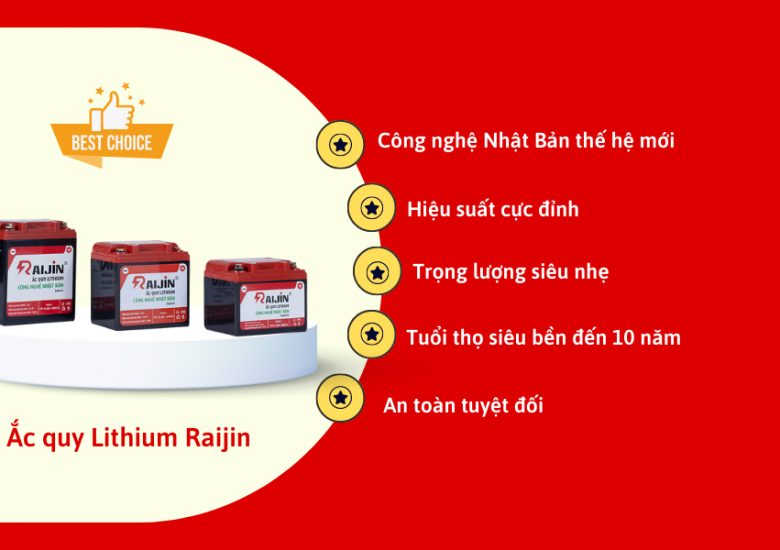 BEST CHOICE
Công nghệ Nhật Bản thế hệ mới
Hiệu suất cực đỉnh
Trọng lượng siêu nhẹ
Tuổi thọ siêu bền đến 10 năm
An toàn tuyệt đối
RAIJIN®
ẮC QUY LITHIUM
CÔNG NGHỆ NHẬT BẢN
RAIJIN®
ẮC QUY LITHIUM
CÔNG NGHỆ NHẬT BẢN
RAIJIN®
ẮC QUY LITHIUM
CÔNG NGHỆ NHẬT BẢN
Ắc quy Lithium Raijin